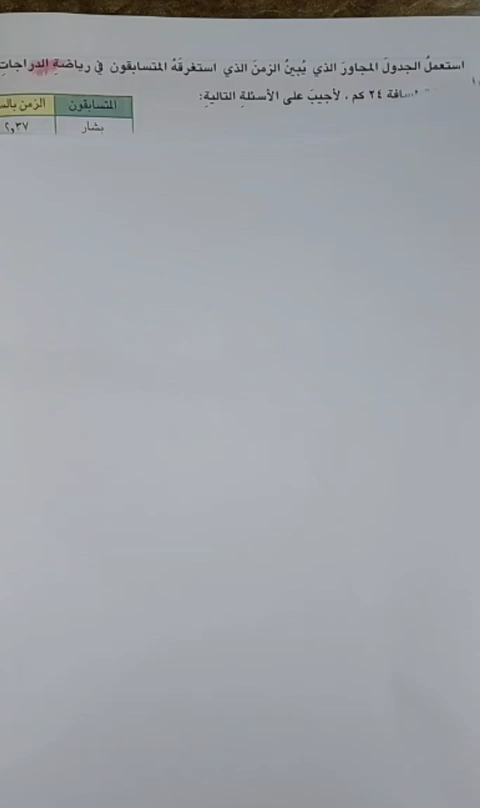 استعملُ الجدولَ المجاورَ الذي يُبينُ الزمنَ الذي استغرقَهُ المتسابقون في رياضةِ الدراجاتِ
٢٤ كم ، لأجيبَ على الأسئلةِ التاليةِ:
المتسابقون الزمن
بشار ٢,٣٧